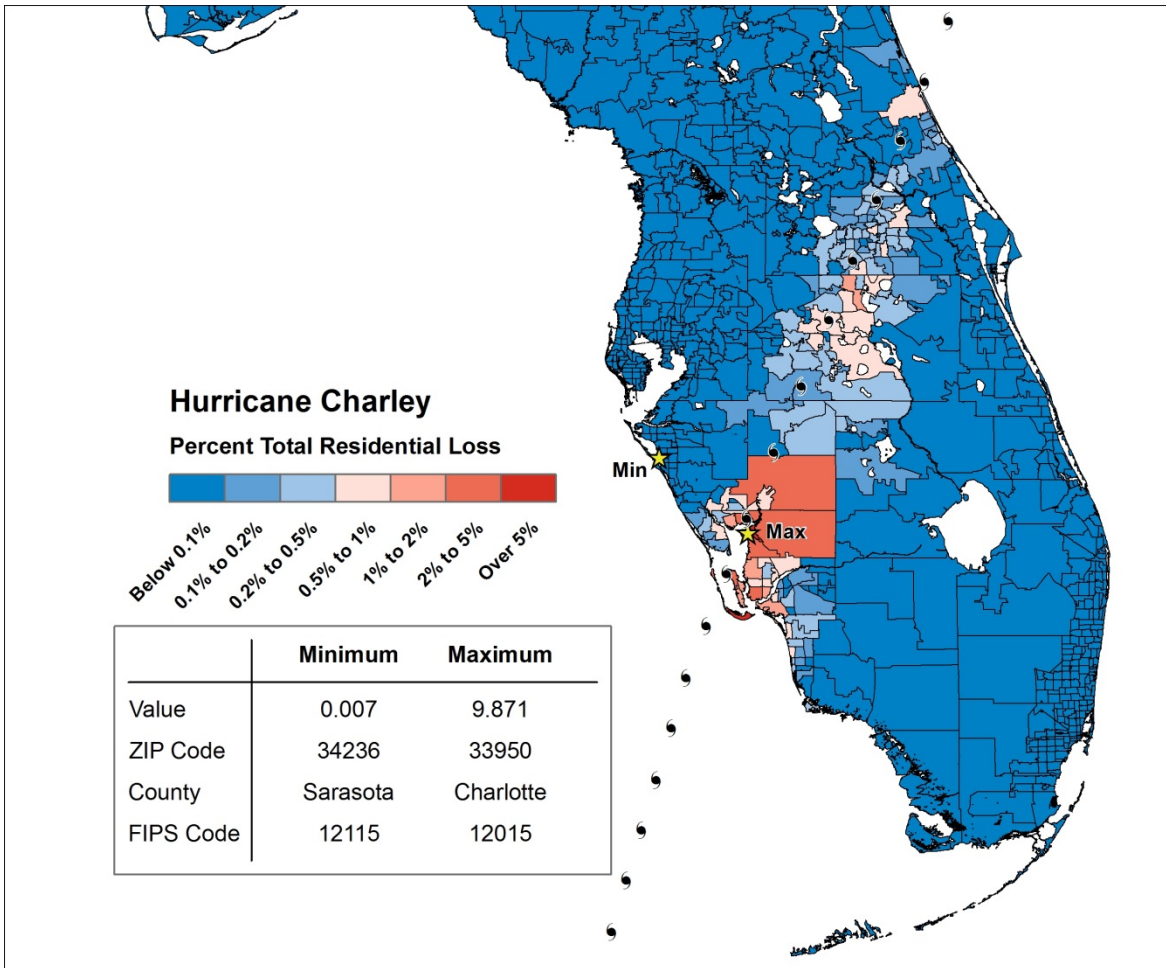 Hurricane Charley
Percent Total Residential Loss
Below 0.1%
0.1% to 0.2%
0.2% to 0.5%
0.5% to 1%
1% to 2%
2% to 5%
Over 5%
Min
Max
Minimum Maximum
Value 0.007 9.871
ZIP Code 34236 33950
County Sarasota Charlotte
FIPS Code 12115 12015